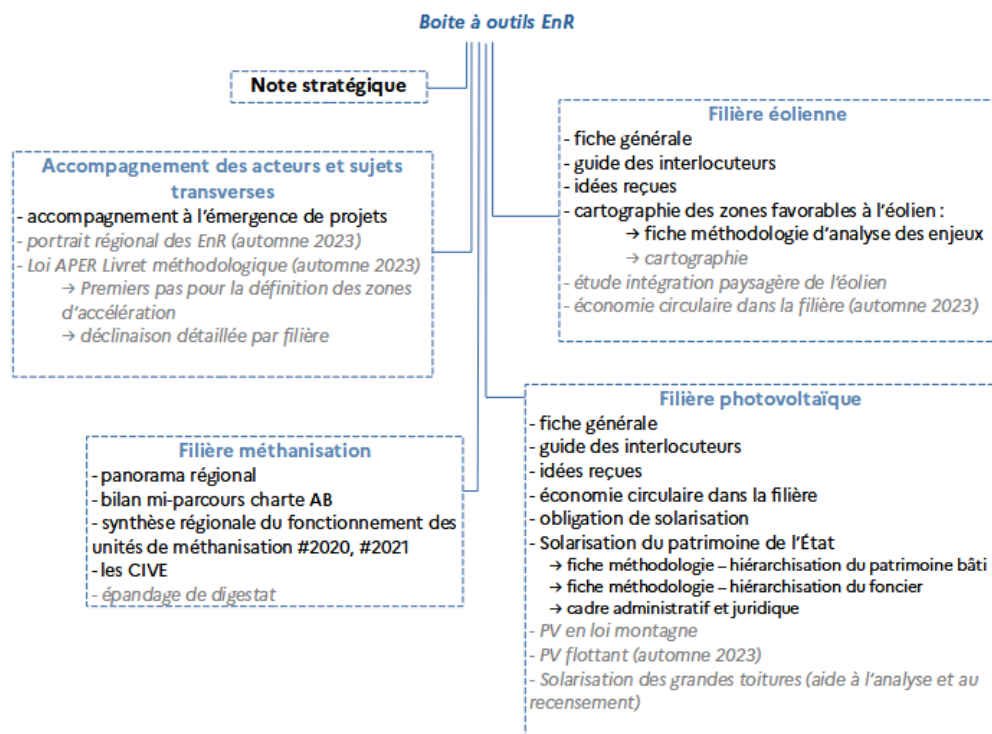 Boite à outils EnR
Note stratégique
Accompagnement des acteurs et sujets
transverses
- accompagnement à l'émergence de projets
- portrait régional des EnR (automne 2023)
- Loi APER Livret méthodologique (automne 2023)
→ Premiers pas pour la définition des zones
d'accélération
→ déclinaison détaillée par filière
Filière éolienne
- fiche générale
- guide des interlocuteurs
- idées reçues
- cartographie des zones favorables à l'éolien :
→ fiche méthodologie d'analyse des enjeux
→ cartographie
- étude intégration paysagère de l'éolien
- économie circulaire dans la filière (automne 2023)
Filière méthanisation
- panorama régional
- bilan mi-parcours charte AB
- synthèse régionale du fonctionnement des
unités de méthanisation #2020, #2021
- les CIVE
- épandage de digestat
Filière photovoltaïque
- fiche générale
- guide des interlocuteurs
- idées reçues
- économie circulaire dans la filière
- obligation de solarisation
- Solarisation du patrimoine de l'État
→ fiche méthodologie – hiérarchisation du patrimoine bâti
→ fiche méthodologie – hiérarchisation du foncier
→ cadre administratif et juridique
- PV en loi montagne
- PV flottant (automne 2023)
- Solarisation des grandes toitures (aide à l'analyse et au
recensement)